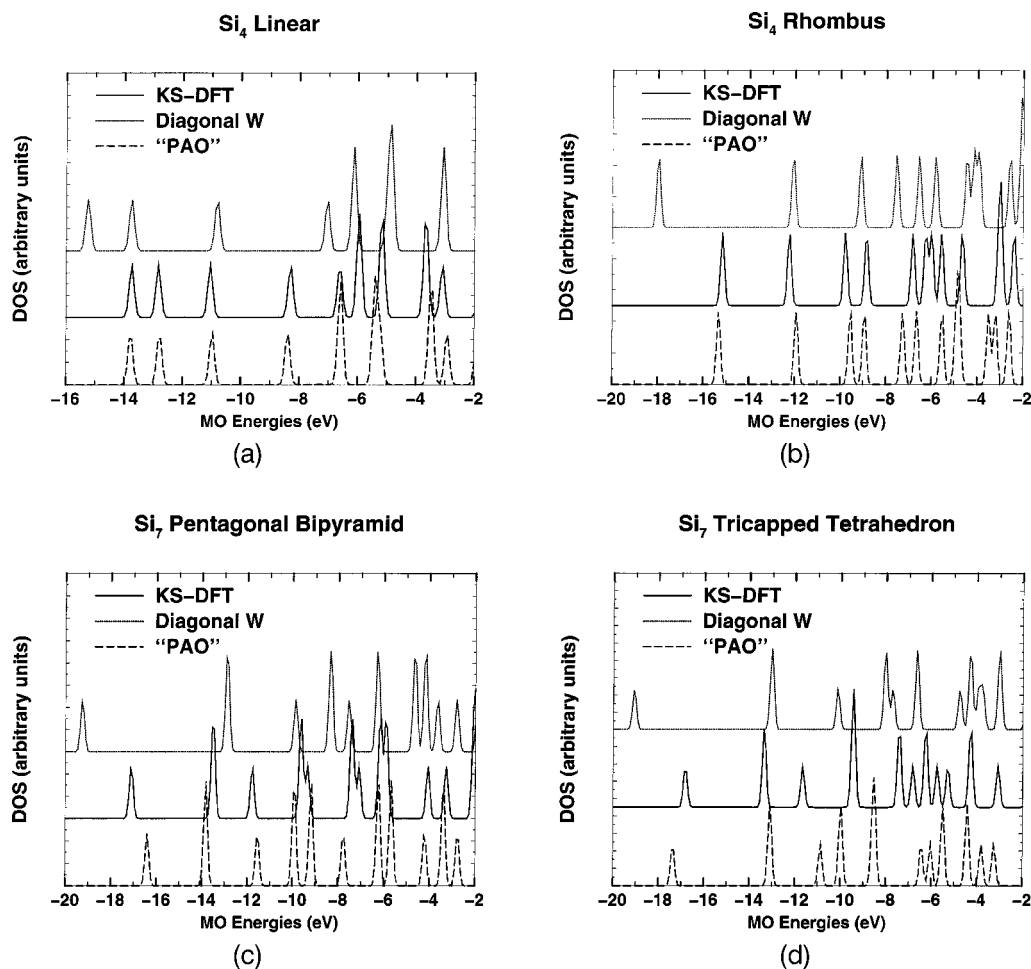 Si4 Linear
DOS (arbitrary units)
KS−DFT
Diagonal W
“PAO”
−16 −14 −12 −10 −8 −6 −4 −2
MO Energies (eV)
(a)
Si4 Rhombus
DOS (arbitrary units)
KS−DFT
Diagonal W
“PAO”
−20 −18 −16 −14 −12 −10 −8 −6 −4 −2
MO Energies (eV)
(b)
Si7 Pentagonal Bipyramid
DOS (arbitrary units)
KS−DFT
Diagonal W
“PAO”
−20 −18 −16 −14 −12 −10 −8 −6 −4 −2
MO Energies (eV)
(c)
Si7 Tricapped Tetrahedron
DOS (arbitrary units)
KS−DFT
Diagonal W
“PAO”
−20 −18 −16 −14 −12 −10 −8 −6 −4 −2
MO Energies (eV)
(d)